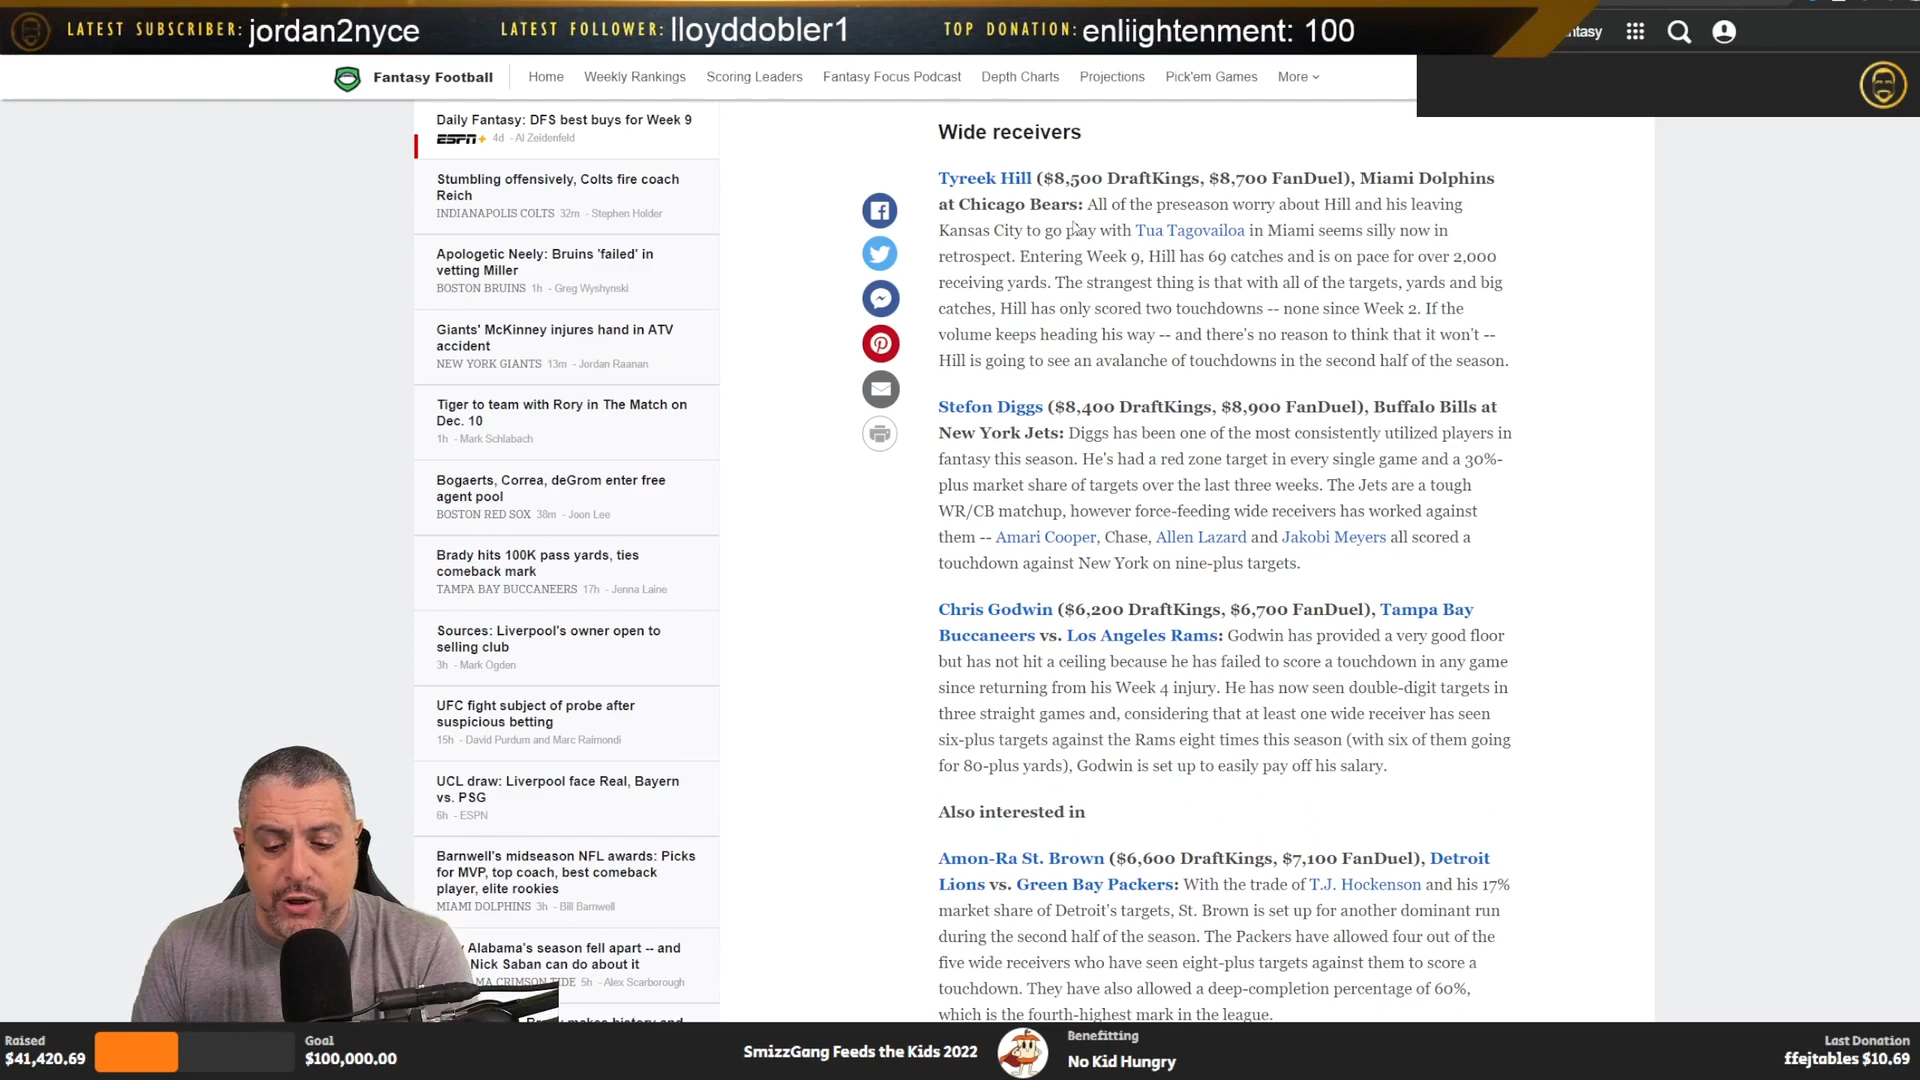 LATEST SUBSCRIBER: jordan2nyce LATEST FOLLOWER: lloyddobler1 TOP DONATION: enliightenment: 100
Fantasy Football Home Weekly Rankings Scoring Leaders Fantasy Focus Podcast Depth Charts Projections Pick'em Games More
Daily Fantasy: DFS best buys for Week 9
ESPN+ 4d - Al Zeidenfeld
Stumbling offensively, Colts fire coach
Reich
INDIANAPOLIS COLTS 32m - Stephen Holder
Apologetic Neely: Bruins 'failed' in
vetting Miller
BOSTON BRUINS 1h - Greg Wyshynski
Giants' McKinney injures hand in ATV
accident
NEW YORK GIANTS 13m - Jordan Raanan
Tiger to team with Rory in The Match on
Dec. 10
1h - Mark Schlabach
Bogaerts, Correa, deGrom enter free
agent pool
BOSTON RED SOX 38m - Joon Lee
Brady hits 100K pass yards, ties
comeback mark
TAMPA BAY BUCCANEERS 17h - Jenna Laine
Sources: Liverpool's owner open to
selling club
3h - Mark Ogden
UFC fight subject of probe after
suspicious betting
15h - David Purdum and Marc Raimondi
UCL draw: Liverpool face Real, Bayern
vs. PSG
6h - ESPN
Barnwell's midseason NFL awards: Picks
for MVP, top coach, best comeback
player, elite rookies
MIAMI DOLPHINS 3h - Bill Barnwell
Alabama's season fell apart -- and
Nick Saban can do about it
CRIMSON TIDE 5h - Alex Scarborough
Wide receivers
Tyreek Hill ($8,500 DraftKings, $8,700 FanDuel), Miami Dolphins
at Chicago Bears: All of the preseason worry about Hill and his leaving
Kansas City to go play with Tua Tagovailoa in Miami seems silly now in
retrospect. Entering Week 9, Hill has 69 catches and is on pace for over 2,000
receiving yards. The strangest thing is that with all of the targets, yards and big
catches, Hill has only scored two touchdowns -- none since Week 2. If the
volume keeps heading his way -- and there's no reason to think that it won't --
Hill is going to see an avalanche of touchdowns in the second half of the season.
Stefon Diggs ($8,400 DraftKings, $8,900 FanDuel), Buffalo Bills at
New York Jets: Diggs has been one of the most consistently utilized players in
fantasy this season. He's had a red zone target in every single game and a 30%-
plus market share of targets over the last three weeks. The Jets are a tough
WR/CB matchup, however force-feeding wide receivers has worked against
them -- Amari Cooper, Chase, Allen Lazard and Jakobi Meyers all scored a
touchdown against New York on nine-plus targets.
Chris Godwin ($6,200 DraftKings, $6,700 FanDuel), Tampa Bay
Buccaneers vs. Los Angeles Rams: Godwin has provided a very good floor
but has not hit a ceiling because he has failed to score a touchdown in any game
since returning from his Week 4 injury. He has now seen double-digit targets in
three straight games and, considering that at least one wide receiver has seen
six-plus targets against the Rams eight times this season (with six of them going
for 80-plus yards), Godwin is set up to easily pay off his salary.
Also interested in
Amon-Ra St. Brown ($6,600 DraftKings, $7,100 FanDuel), Detroit
Lions vs. Green Bay Packers: With the trade of T.J. Hockenson and his 17%
market share of Detroit's targets, St. Brown is set up for another dominant run
during the second half of the season. The Packers have allowed four out of the
five wide receivers who have seen eight-plus targets against them to score a
touchdown. They have also allowed a deep-completion percentage of 60%,
which is the fourth-highest mark in the league.
Raised
$41,420.69
Goal
$100,000.00
SmizzGang Feeds the Kids 2022
Benefitting
No Kid Hungry
Last Donation
ffejtables $10.69